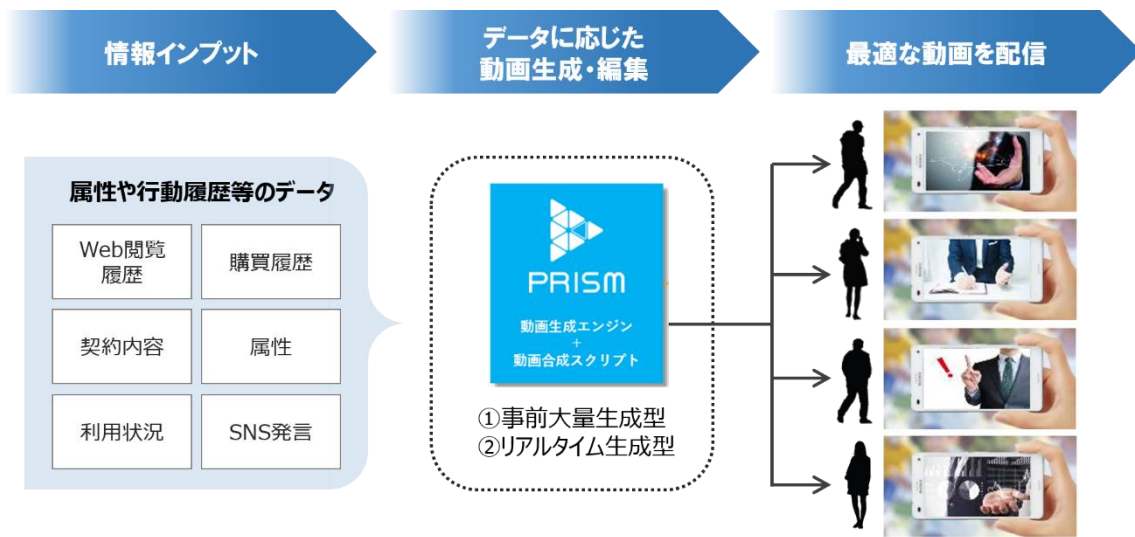 情報インプット
データに応じた
動画生成・編集
最適な動画を配信
属性や行動履歴等のデータ
Web閲覧
履歴
購買履歴
契約内容
属性
利用状況
SNS発言
PRISM
動画生成エンジン
+
動画合成スクリプト
①事前大量生成型
②リアルタイム生成型